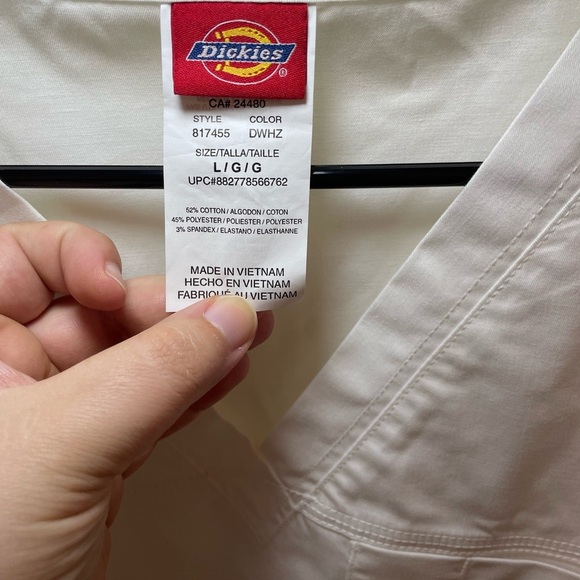 Dickies
®
CA# 24480
STYLE COLOR
817455 DWHZ
SIZE/TALLA/TAILLE
L / G / G
UPC#882778566762
52% COTTON / ALGODON / COTON
45% POLYESTER / POLIESTER / POLYESTER
3% SPANDEX / ELASTANO / ELASTHANNE
MADE IN VIETNAM
HECHO EN VIETNAM
FABRIQUÉ AU VIETNAM